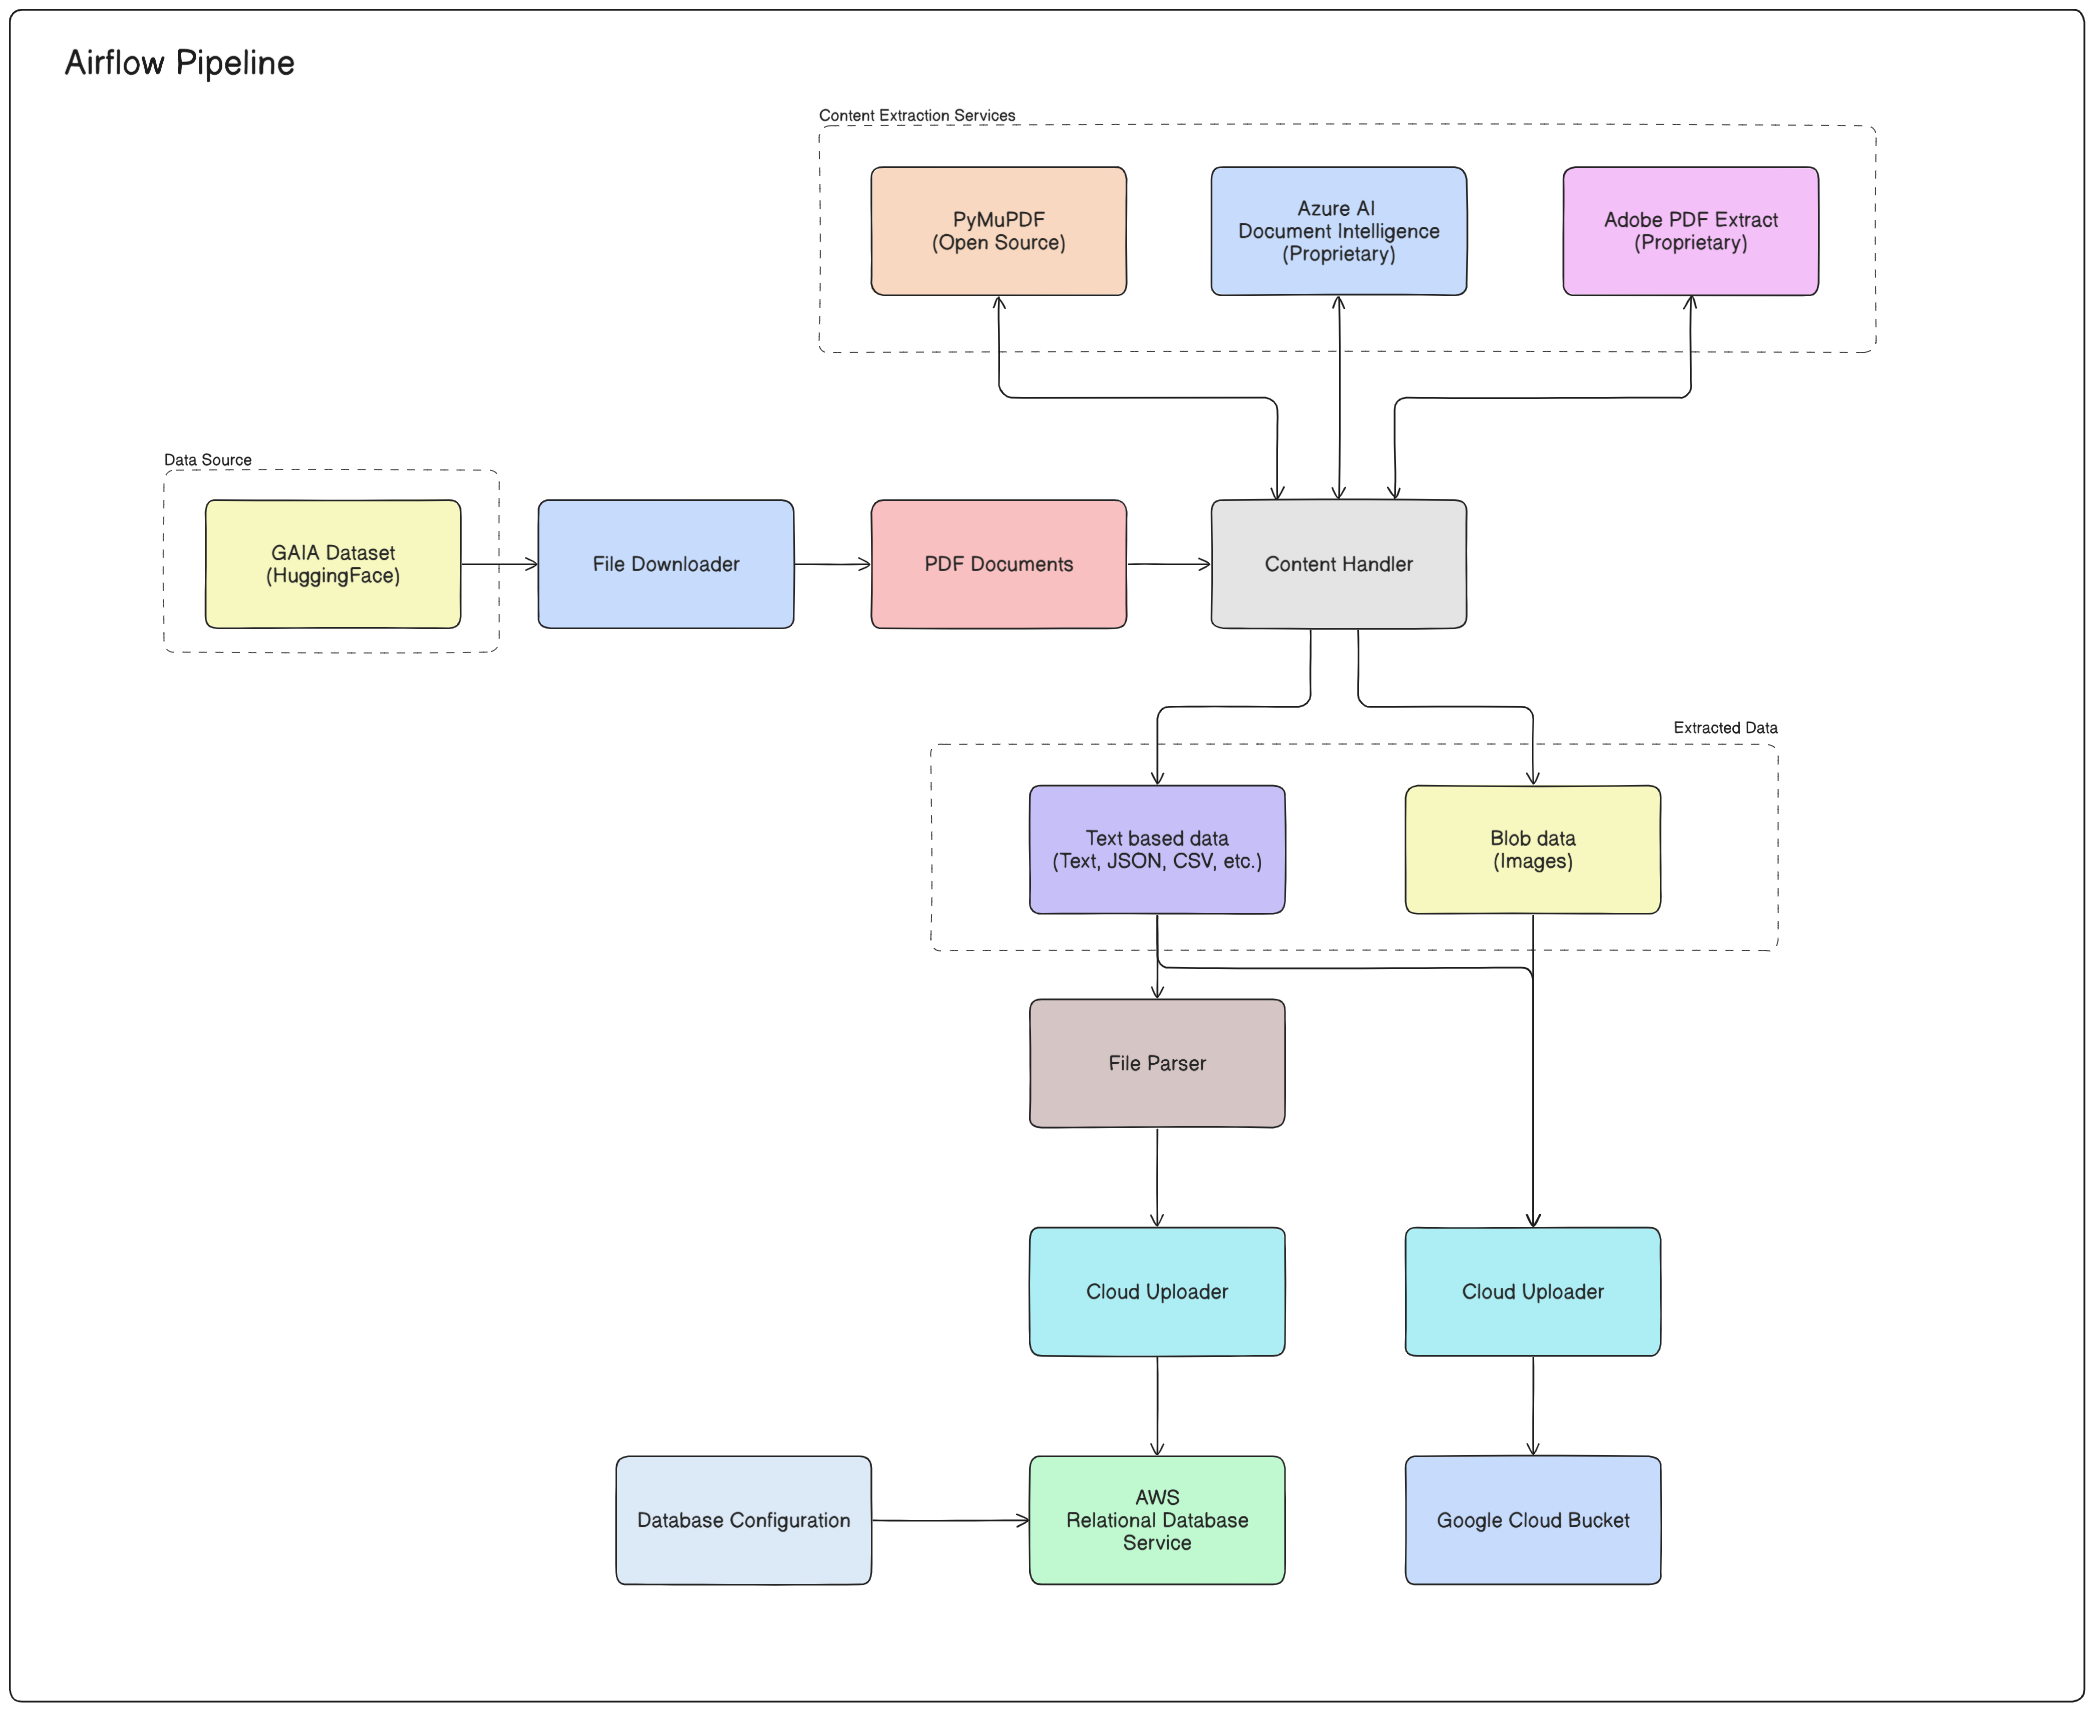 Airflow Pipeline
Content Extraction Services
PyMuPDF
(Open Source)
Azure AI
Document Intelligence
(Proprietary)
Adobe PDF Extract
(Proprietary)
Data Source
GAIA Dataset
(HuggingFace)
File Downloader
PDF Documents
Content Handler
Extracted Data
Text based data
(Text, JSON, CSV, etc.)
Blob data
(Images)
File Parser
Cloud Uploader
Cloud Uploader
Database Configuration
AWS
Relational Database
Service
Google Cloud Bucket